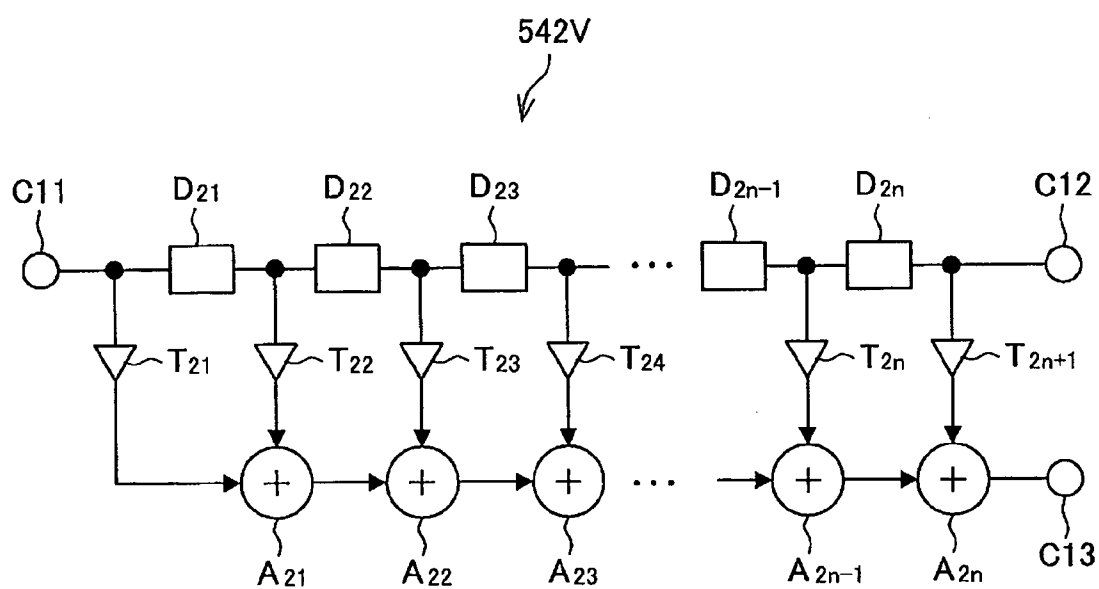 542V
C11 D21 D22 D23 D2n-1 D2n C12
T21 T22 T23 T24 T2n T2n+1
+ + + + +
... ...
A21 A22 A23 A2n-1 A2n C13